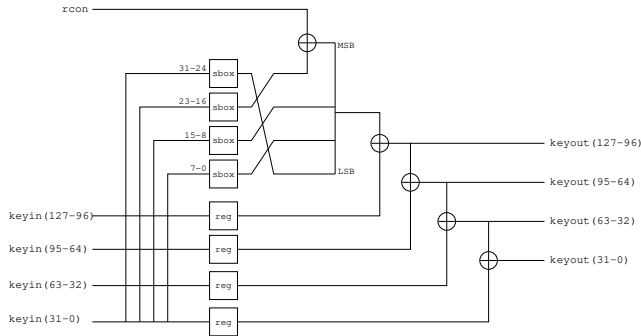 rcon
MSB
31-24
sbox
23-16
sbox
15-8
sbox
7-0
sbox
LSB
keyout(127-96)
keyout(95-64)
keyout(63-32)
keyout(31-0)
keyin(127-96)
reg
keyin(95-64)
reg
keyin(63-32)
reg
keyin(31-0)
reg